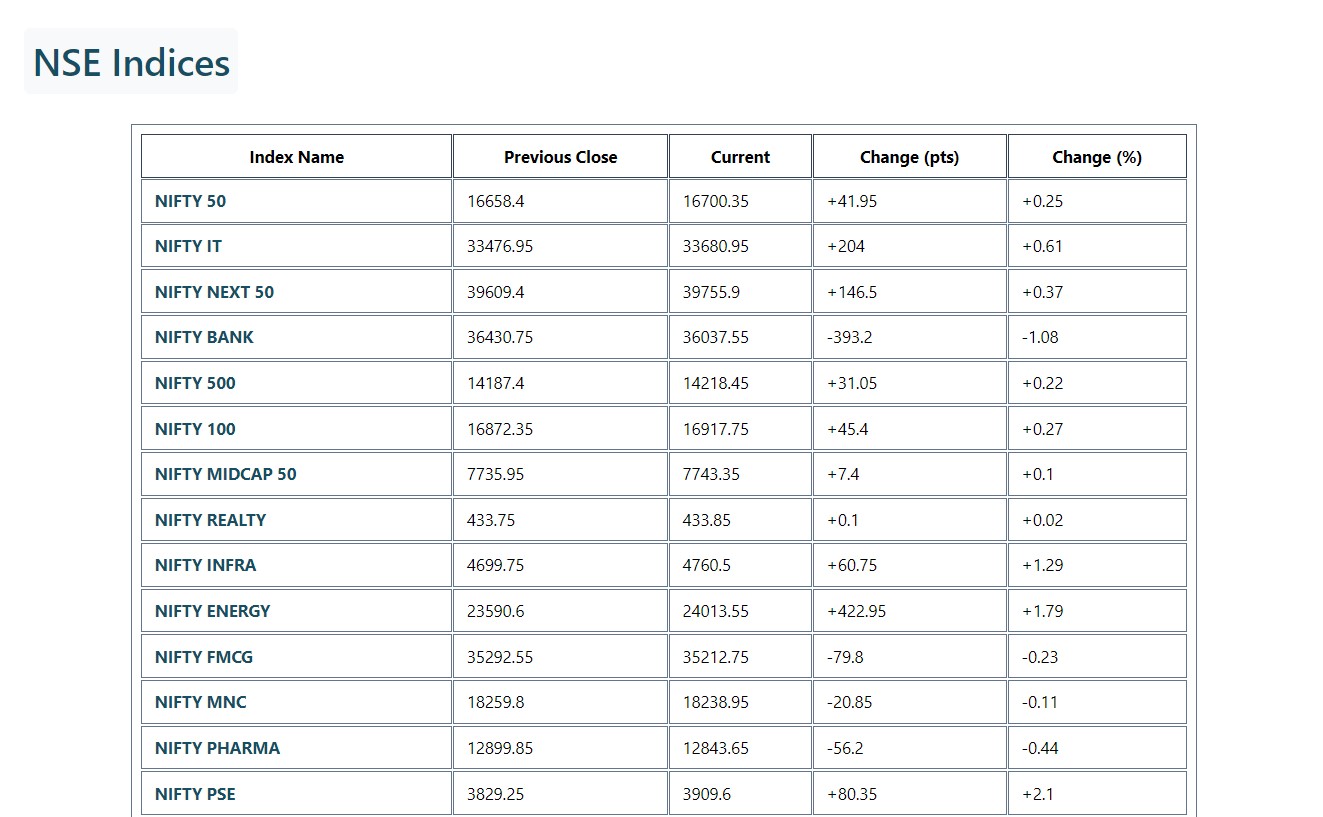 NSE Indices
Index Name Previous Close Current Change (pts) Change (%)
NIFTY 50 16658.4 16700.35 +41.95 +0.25
NIFTY IT 33476.95 33680.95 +204 +0.61
NIFTY NEXT 50 39609.4 39755.9 +146.5 +0.37
NIFTY BANK 36430.75 36037.55 -393.2 -1.08
NIFTY 500 14187.4 14218.45 +31.05 +0.22
NIFTY 100 16872.35 16917.75 +45.4 +0.27
NIFTY MIDCAP 50 7735.95 7743.35 +7.4 +0.1
NIFTY REALTY 433.75 433.85 +0.1 +0.02
NIFTY INFRA 4699.75 4760.5 +60.75 +1.29
NIFTY ENERGY 23590.6 24013.55 +422.95 +1.79
NIFTY FMCG 35292.55 35212.75 -79.8 -0.23
NIFTY MNC 18259.8 18238.95 -20.85 -0.11
NIFTY PHARMA 12899.85 12843.65 -56.2 -0.44
NIFTY PSE 3829.25 3909.6 +80.35 +2.1